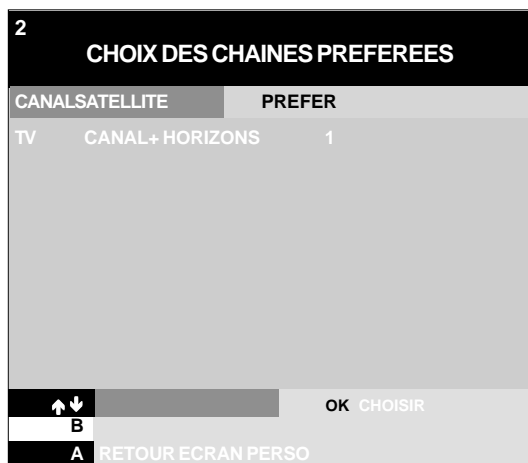 2
CHOIX DES CHAINES PREFEREES
CANALSATELLITE PREFER
TV CANAL+ HORIZONS 1
OK CHOISIR
B
A RETOUR ECRAN PERSO